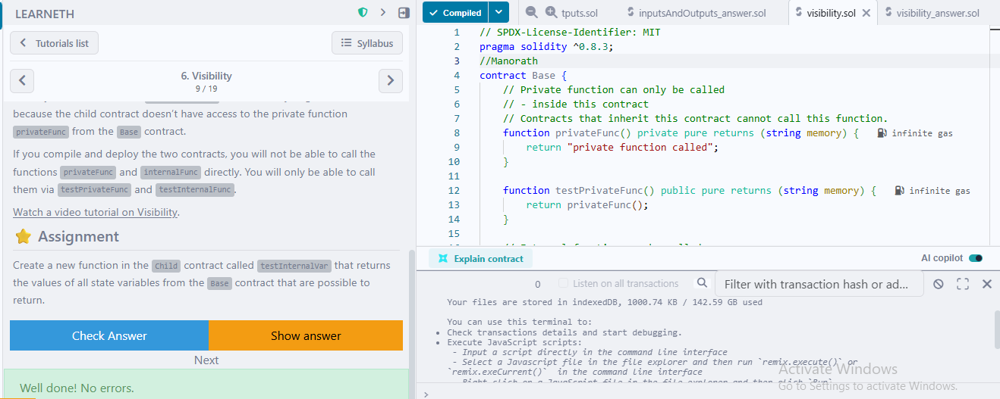 LEARNETH
Tutorials list
Syllabus
6. Visibility
9 / 19
because the child contract doesn't have access to the private function
privateFunc from the Base contract.
If you compile and deploy the two contracts, you will not be able to call the
functions privateFunc and internalFunc directly. You will only be able to call
them via testPrivateFunc and testInternalFunc.
Watch a video tutorial on Visibility.
⭐ Assignment
Create a new function in the Child contract called testInternalVar that returns
the values of all state variables from the Base contract that are possible to
return.
Check Answer
Show answer
Next
Well done! No errors.
Compiled
tputs.sol
inputsAndOutputs_answer.sol
visibility.sol
visibility_answer.sol
1 // SPDX-License-Identifier: MIT
2 pragma solidity ^0.8.3;
3 //Manorath
4 contract Base {
5 // Private function can only be called
6 // - inside this contract
7 // Contracts that inherit this contract cannot call this function.
8 function privateFunc() private pure returns (string memory) { infinite gas
9 return "private function called";
10 }
11
12 function testPrivateFunc() public pure returns (string memory) { infinite gas
13 return privateFunc();
14 }
15
Explain contract
AI copilot
0
Listen on all transactions
Filter with transaction hash or ad...
Your files are stored in indexedDB, 1000.74 KB / 142.59 GB used
You can use this terminal to:
• Check transactions details and start debugging.
• Execute JavaScript scripts:
- Input a script directly in the command line interface
- Select a Javascript file in the file explorer and then run `remix.execute()` or
`remix.exeCurrent()` in the command line interface
- Right click on a JavaScript file in the file explorer and then click `Run`
>
Activate Windows
Go to Settings to activate Windows.